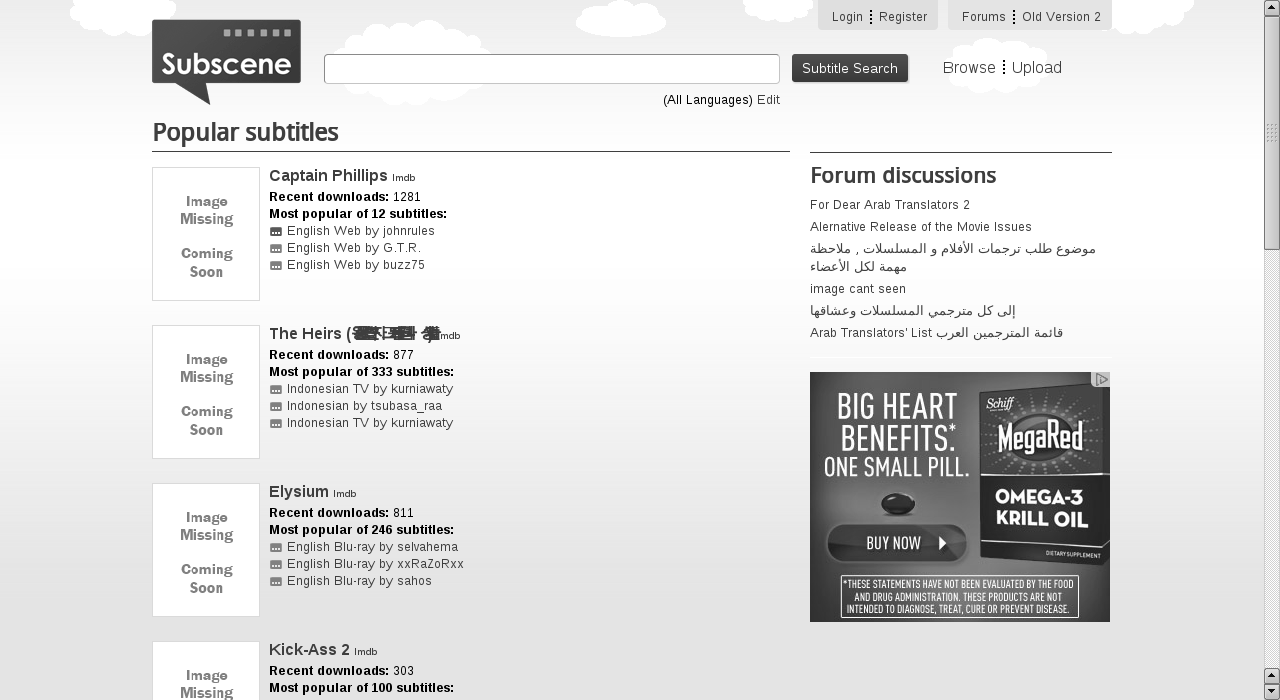 Login
Register
Forums
Old Version 2
Subscene
Subtitle Search
Browse
Upload
(All Languages) Edit
Popular subtitles
Captain Phillips Imdb
Recent downloads: 1281
Most popular of 12 subtitles:
English Web by johnrules
English Web by G.T.R.
English Web by buzz75
Image
Missing
Coming
Soon
The Heirs ( Imdb
Recent downloads: 877
Most popular of 333 subtitles:
Indonesian TV by kurniawaty
Indonesian by tsubasa_raa
Indonesian TV by kurniawaty
Image
Missing
Coming
Soon
Elysium Imdb
Recent downloads: 811
Most popular of 246 subtitles:
English Blu-ray by selvahema
English Blu-ray by xxRaZoRxx
English Blu-ray by sahos
Image
Missing
Coming
Soon
Kick-Ass 2 Imdb
Recent downloads: 303
Most popular of 100 subtitles:
Image
Missing
Forum discussions
For Dear Arab Translators 2
Alernative Release of the Movie Issues
موضوع طلب ترجمات الأفلام و المسلسلات , ملاحظة
مهمة لكل الأعضاء
image cant seen
إلى كل مترجمي المسلسلات وعشاقها
Arab Translators' List قائمة المترجمين العرب
BIG HEART
BENEFITS.*
ONE SMALL PILL.
BUY NOW
Schiff
MegaRed
OMEGA-3
KRILL OIL
DIETARY SUPPLEMENT
*THESE STATEMENTS HAVE NOT BEEN EVALUATED BY THE FOOD
AND DRUG ADMINISTRATION. THESE PRODUCTS ARE NOT
INTENDED TO DIAGNOSE, TREAT, CURE OR PREVENT DISEASE.